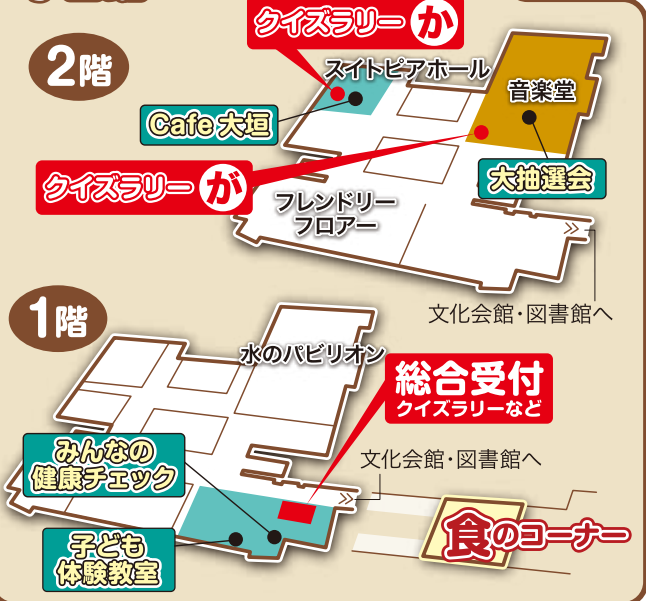 クイズラリー か
2階
スイトピアホール
音楽堂
Cafe 大垣
大抽選会
クイズラリー が
フレンドリー
フロアー
文化会館・図書館へ
1階
水のパビリオン
総合受付
クイズラリーなど
みんなの
健康チェック
文化会館・図書館へ
食のコーナー
子ども
体験教室